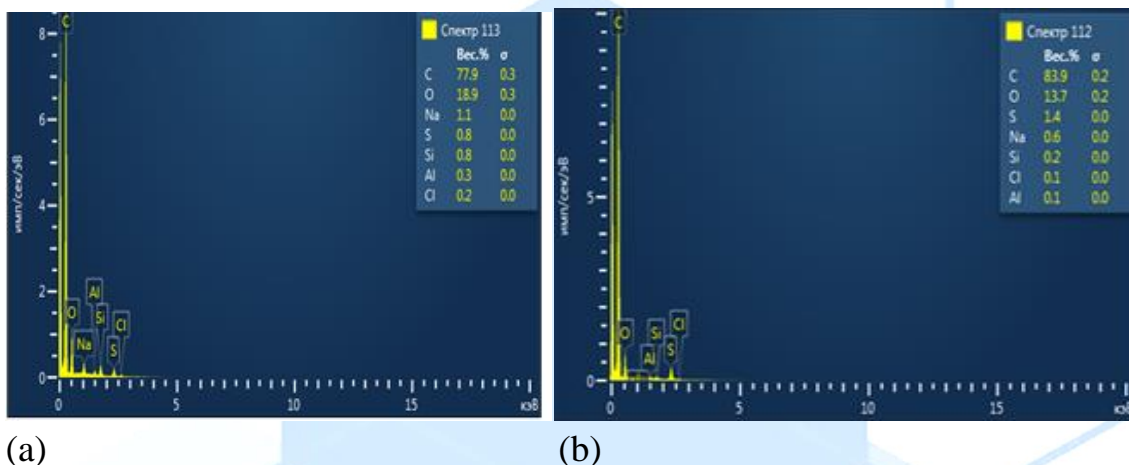 Спектр 113
Вес.% σ
C 77.9 0.3
O 18.9 0.3
Na 1.1 0.0
S 0.8 0.0
Si 0.8 0.0
Al 0.3 0.0
Cl 0.2 0.0
имп/сек/эВ
8
6
4
2
0
C
O
Na
Al
Si
S
Cl
0 5 10 15 кэВ
(a)
Спектр 112
Вес.% σ
C 83.9 0.2
O 13.7 0.2
S 1.4 0.0
Na 0.6 0.0
Si 0.2 0.0
Cl 0.1 0.0
Al 0.1 0.0
имп/сек/эВ
5
0
C
O
Al
Si
S
Cl
0 5 10 15 кэВ
(b)